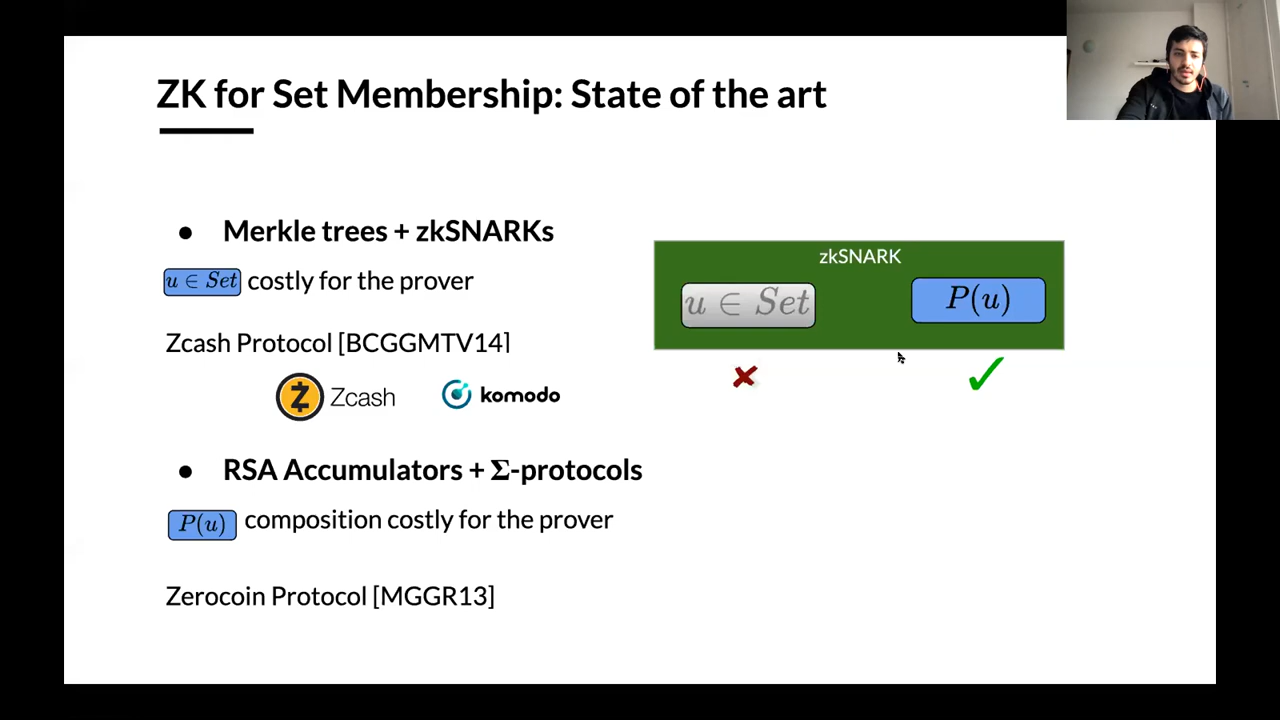 ZK for Set Membership: State of the art
● Merkle trees + zkSNARKs
u ∈ Set costly for the prover
Zcash Protocol [BCGGMTV14]
Zcash komodo
● RSA Accumulators + Σ-protocols
P(u) composition costly for the prover
Zerocoin Protocol [MGGR13]
zkSNARK
u ∈ Set P(u)
✘ ✓